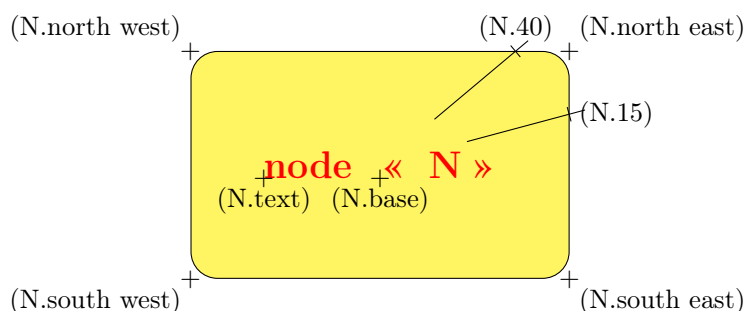 (N.north west)
(N.40)
(N.north east)
(N.15)
node « N »
(N.text)
(N.base)
(N.south west)
(N.south east)